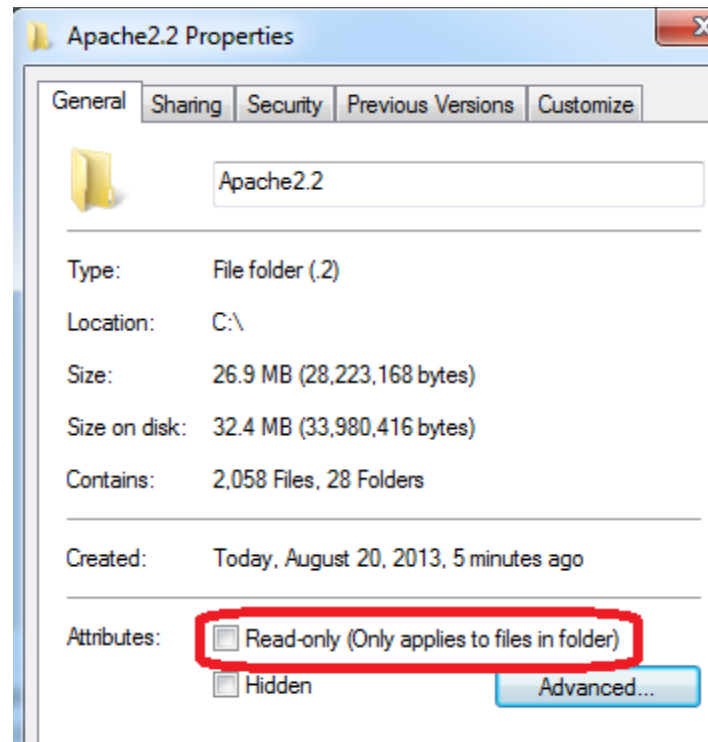 Apache2.2 Properties
General Sharing Security Previous Versions Customize
Apache2.2
Type: File folder (.2)
Location: C:\
Size: 26.9 MB (28,223,168 bytes)
Size on disk: 32.4 MB (33,980,416 bytes)
Contains: 2,058 Files, 28 Folders
Created: Today, August 20, 2013, 5 minutes ago
Attributes: Read-only (Only applies to files in folder)
Hidden Advanced...